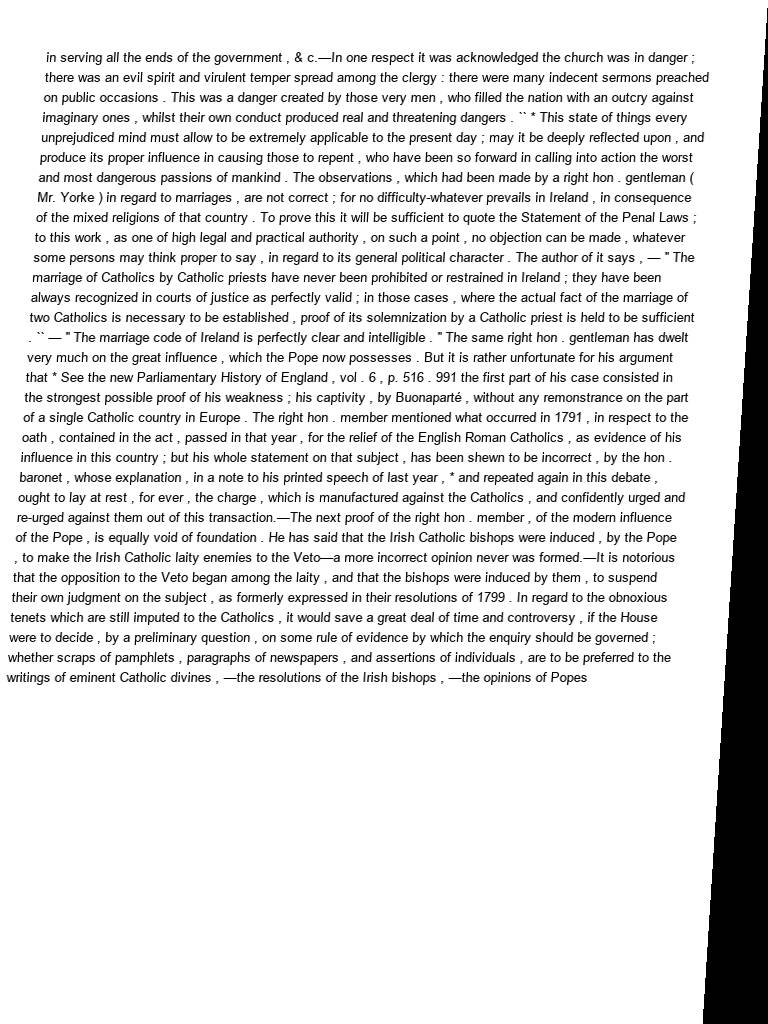 in serving all the ends of the government , & c.—In one respect it was acknowledged the church was in danger ;
there was an evil spirit and virulent temper spread among the clergy : there were many indecent sermons preached
on public occasions . This was a danger created by those very men , who filled the nation with an outcry against
imaginary ones , whilst their own conduct produced real and threatening dangers . `` * This state of things every
unprejudiced mind must allow to be extremely applicable to the present day ; may it be deeply reflected upon , and
produce its proper influence in causing those to repent , who have been so forward in calling into action the worst
and most dangerous passions of mankind . The observations , which had been made by a right hon . gentleman (
Mr. Yorke ) in regard to marriages , are not correct ; for no difficulty-whatever prevails in Ireland , in consequence
of the mixed religions of that country . To prove this it will be sufficient to quote the Statement of the Penal Laws ;
to this work , as one of high legal and practical authority , on such a point , no objection can be made , whatever
some persons may think proper to say , in regard to its general political character . The author of it says , — " The
marriage of Catholics by Catholic priests have never been prohibited or restrained in Ireland ; they have been
always recognized in courts of justice as perfectly valid ; in those cases , where the actual fact of the marriage of
two Catholics is necessary to be established , proof of its solemnization by a Catholic priest is held to be sufficient
. `` — " The marriage code of Ireland is perfectly clear and intelligible . " The same right hon . gentleman has dwelt
very much on the great influence , which the Pope now possesses . But it is rather unfortunate for his argument
that * See the new Parliamentary History of England , vol . 6 , p. 516 . 991 the first part of his case consisted in
the strongest possible proof of his weakness ; his captivity , by Buonaparté , without any remonstrance on the part
of a single Catholic country in Europe . The right hon . member mentioned what occurred in 1791 , in respect to the
oath , contained in the act , passed in that year , for the relief of the English Roman Catholics , as evidence of his
influence in this country ; but his whole statement on that subject , has been shewn to be incorrect , by the hon .
baronet , whose explanation , in a note to his printed speech of last year , * and repeated again in this debate ,
ought to lay at rest , for ever , the charge , which is manufactured against the Catholics , and confidently urged and
re-urged against them out of this transaction.—The next proof of the right hon . member , of the modern influence
of the Pope , is equally void of foundation . He has said that the Irish Catholic bishops were induced , by the Pope
, to make the Irish Catholic laity enemies to the Veto—a more incorrect opinion never was formed.—It is notorious
that the opposition to the Veto began among the laity , and that the bishops were induced by them , to suspend
their own judgment on the subject , as formerly expressed in their resolutions of 1799 . In regard to the obnoxious
tenets which are still imputed to the Catholics , it would save a great deal of time and controversy , if the House
were to decide , by a preliminary question , on some rule of evidence by which the enquiry should be governed ;
whether scraps of pamphlets , paragraphs of newspapers , and assertions of individuals , are to be preferred to the
writings of eminent Catholic divines , —the resolutions of the Irish bishops , —the opinions of Popes